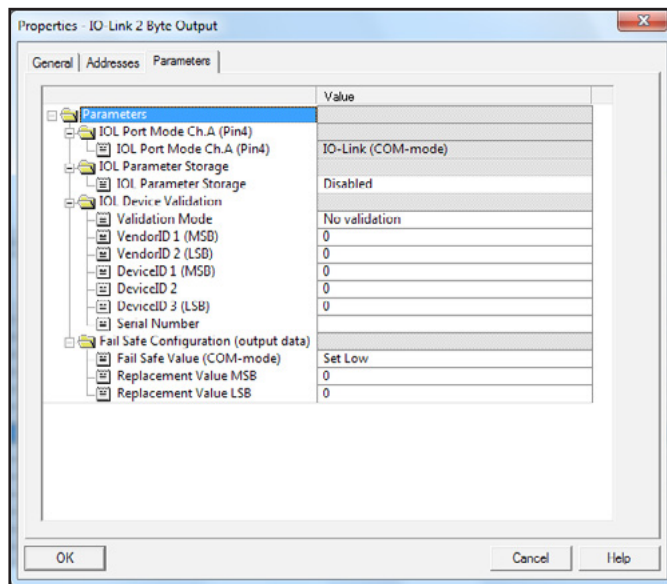 Properties - IO-Link 2 Byte Output
X
General Addresses Parameters
Value
Parameters
IOL Port Mode Ch.A (Pin4)
IOL Port Mode Ch.A (Pin4) IO-Link (COM-mode)
IOL Parameter Storage
IOL Parameter Storage Disabled
IOL Device Validation
Validation Mode No validation
VendorID 1 (MSB) 0
VendorID 2 (LSB) 0
DeviceID 1 (MSB) 0
DeviceID 2 0
DeviceID 3 (LSB) 0
Serial Number
Fail Safe Configuration (output data)
Fail Safe Value (COM-mode) Set Low
Replacement Value MSB 0
Replacement Value LSB 0
OK Cancel Help